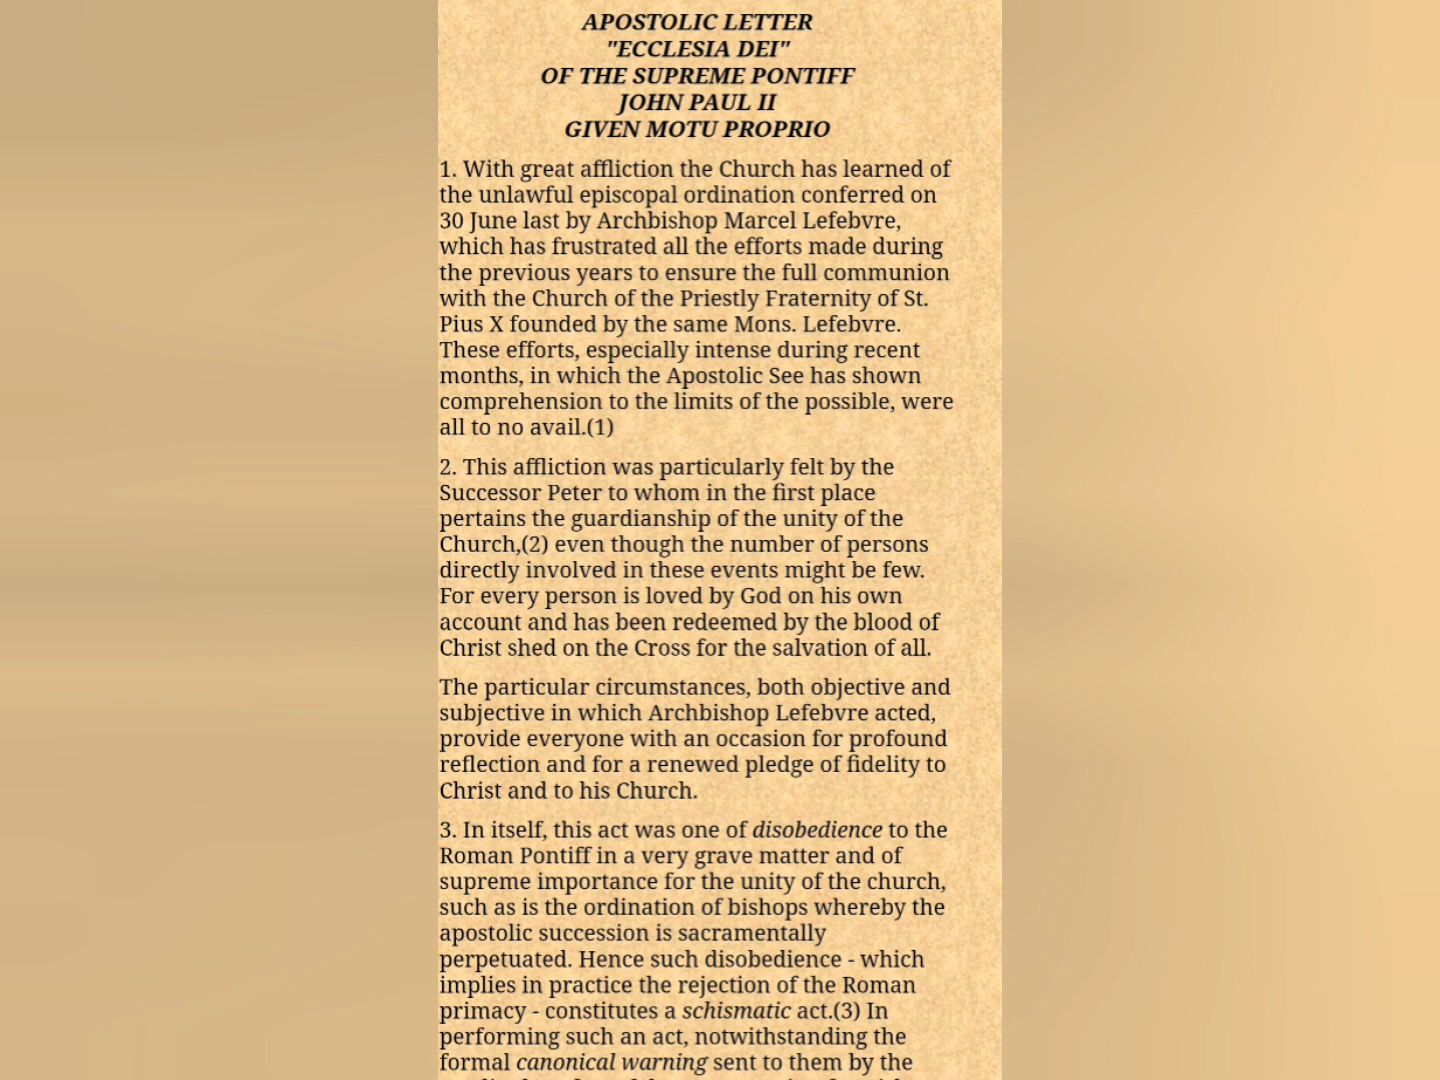 APOSTOLIC LETTER
"ECCLESIA DEI"
OF THE SUPREME PONTIFF
JOHN PAUL II
GIVEN MOTU PROPRIO
1. With great affliction the Church has learned of
the unlawful episcopal ordination conferred on
30 June last by Archbishop Marcel Lefebvre,
which has frustrated all the efforts made during
the previous years to ensure the full communion
with the Church of the Priestly Fraternity of St.
Pius X founded by the same Mons. Lefebvre.
These efforts, especially intense during recent
months, in which the Apostolic See has shown
comprehension to the limits of the possible, were
all to no avail.(1)
2. This affliction was particularly felt by the
Successor Peter to whom in the first place
pertains the guardianship of the unity of the
Church,(2) even though the number of persons
directly involved in these events might be few.
For every person is loved by God on his own
account and has been redeemed by the blood of
Christ shed on the Cross for the salvation of all.
The particular circumstances, both objective and
subjective in which Archbishop Lefebvre acted,
provide everyone with an occasion for profound
reflection and for a renewed pledge of fidelity to
Christ and to his Church.
3. In itself, this act was one of disobedience to the
Roman Pontiff in a very grave matter and of
supreme importance for the unity of the church,
such as is the ordination of bishops whereby the
apostolic succession is sacramentally
perpetuated. Hence such disobedience - which
implies in practice the rejection of the Roman
primacy - constitutes a schismatic act.(3) In
performing such an act, notwithstanding the
formal canonical warning sent to them by the